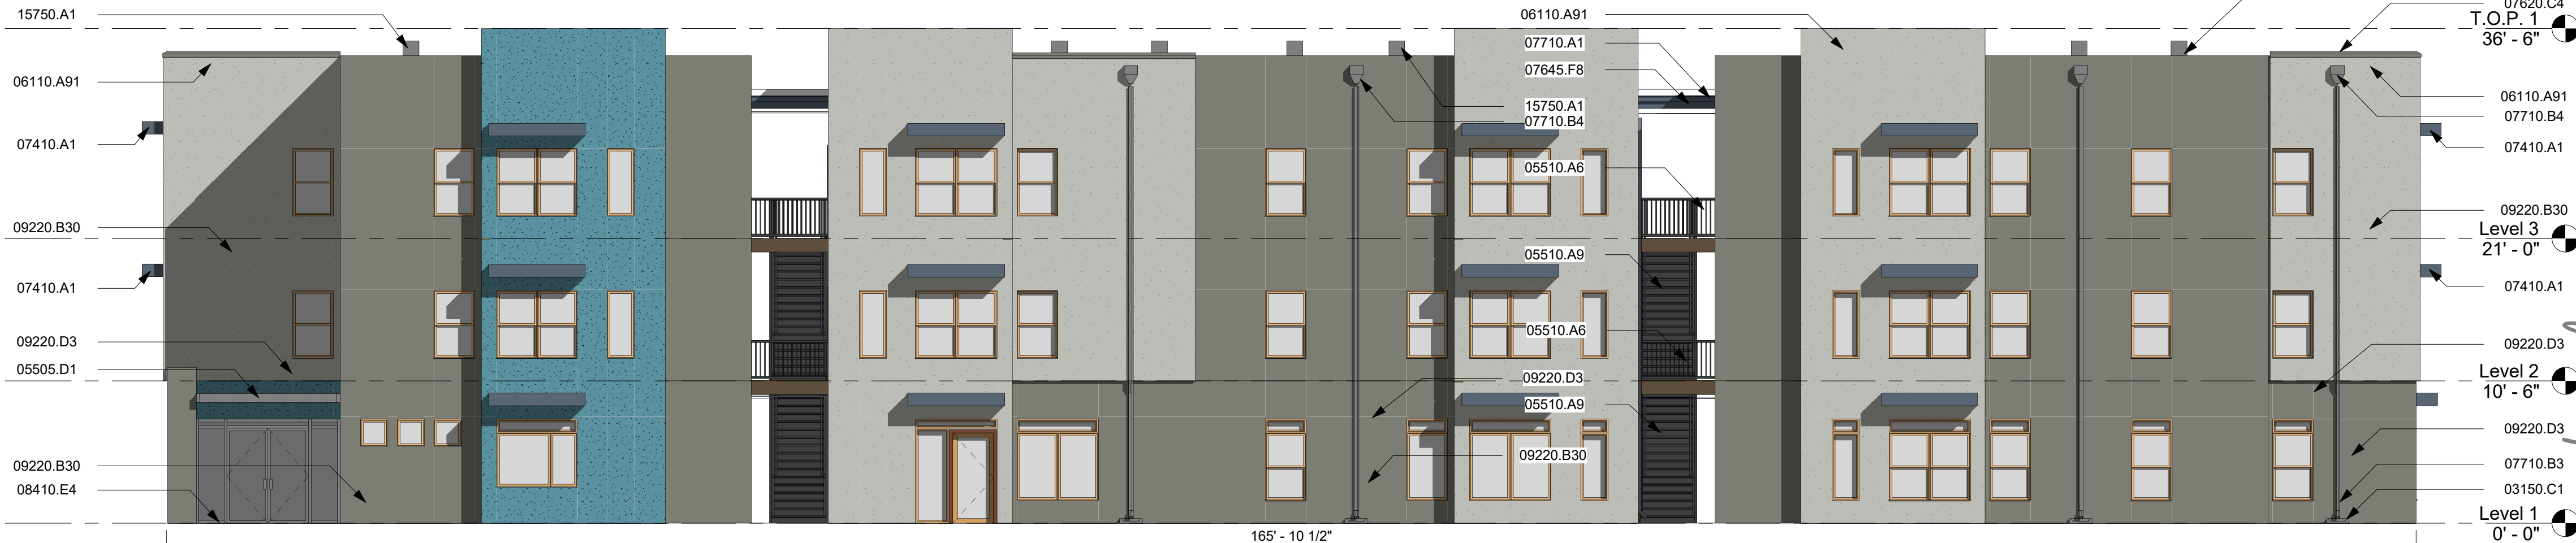 15750.A1
06110.A91
07410.A1
09220.B30
07410.A1
09220.D3
05505.D1
09220.B30
08410.E4
06110.A91
07710.A1
07645.F8
15750.A1
07710.B4
05510.A6
05510.A9
05510.A6
09220.D3
05510.A9
09220.B30
165' - 10 1/2"
07620.C4
T.O.P. 1
36' - 6"
06110.A91
07710.B4
07410.A1
09220.B30
Level 3
21' - 0"
07410.A1
09220.D3
Level 2
10' - 6"
09220.D3
07710.B3
03150.C1
Level 1
0' - 0"